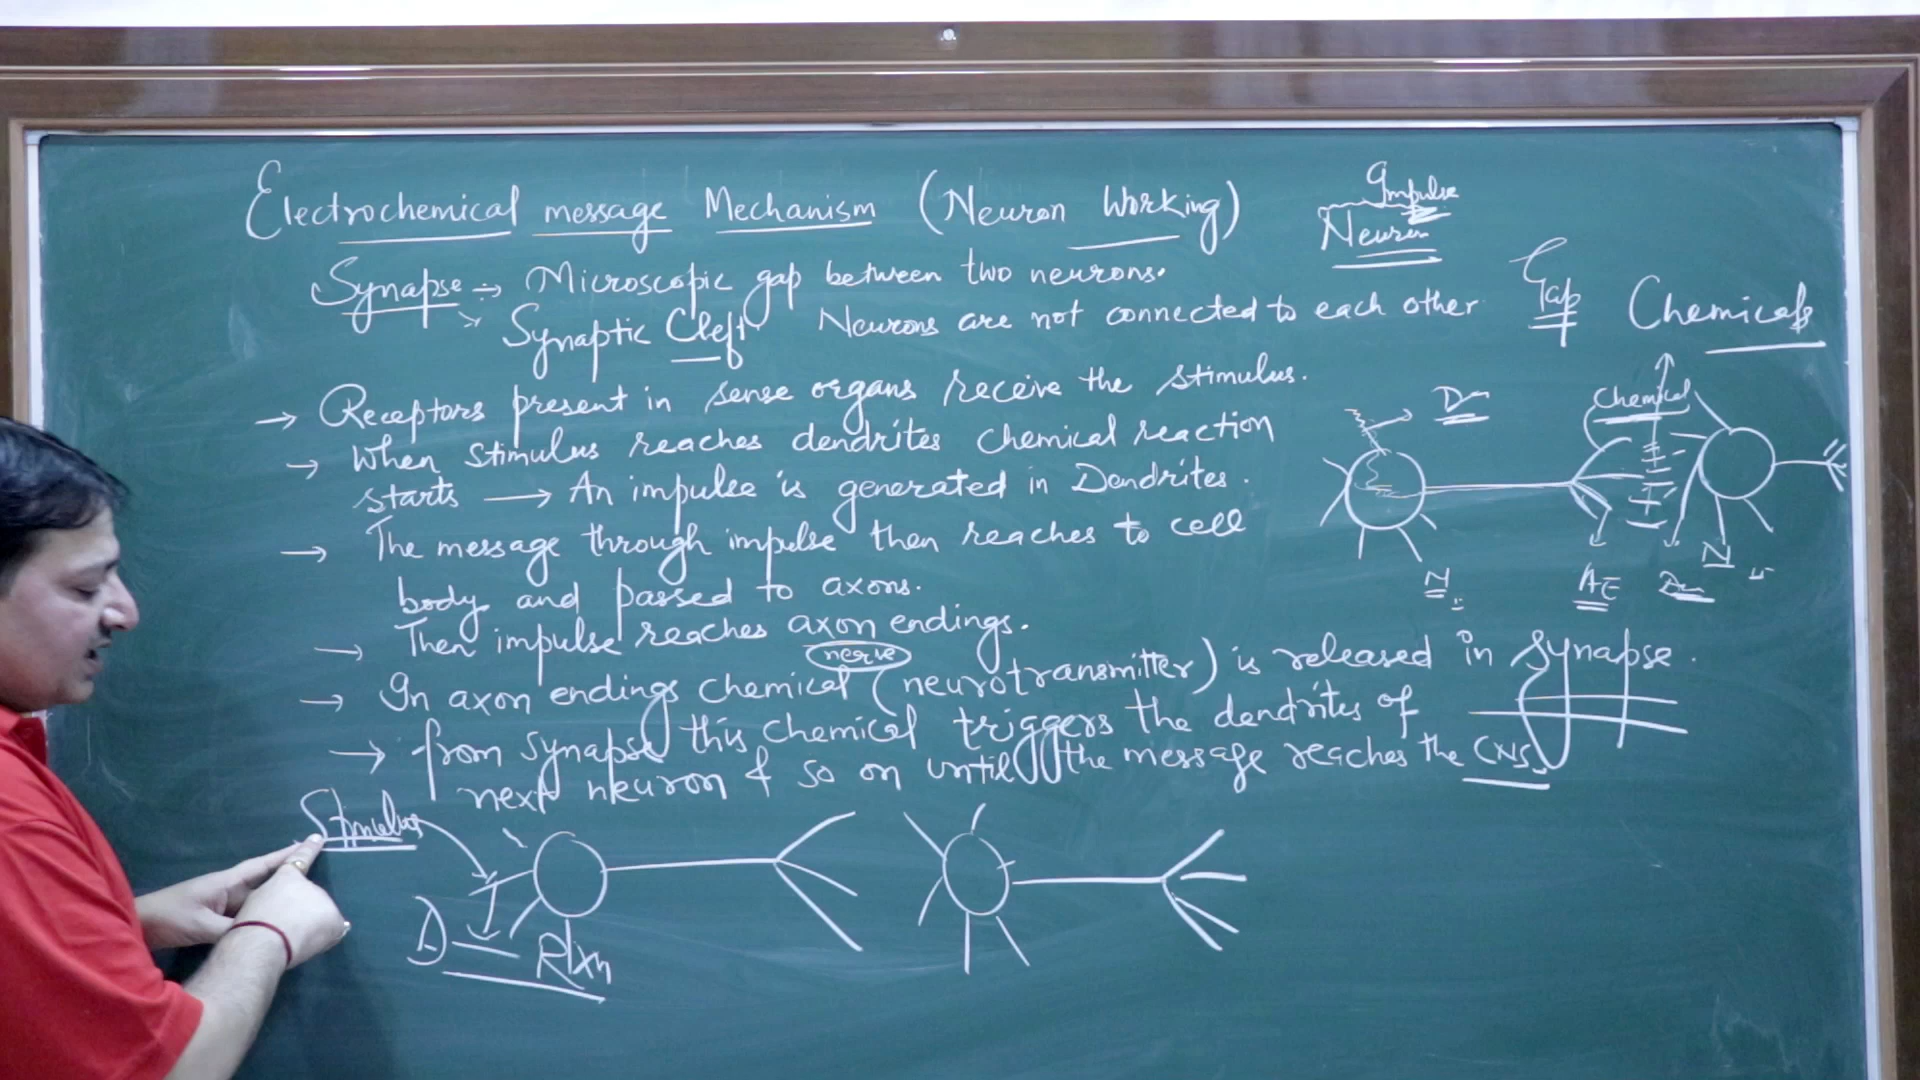 Electrochemical message Mechanism (Neuron Working)
Impulse
Neuron
Synapse :→ Microscopic gap between two neurons.
Synaptic Cleft. Neurons are not connected to each other
Gap
Chemicals
→ Receptors present in sense organs receive the stimulus.
→ When stimulus reaches dendrites chemical reaction
starts → An impulse is generated in Dendrites.
→ The message through impulse then reaches to cell
body and passed to axons.
→ Then impulse reaches axon endings.
nerve
→ In axon endings chemical (neurotransmitter) is released in synapse.
→ from synapse this chemical triggers the dendrites of
next neuron & so on until the message reaches the CNS.
Chemical
N
AE
N
Stimulus
D
Rxn